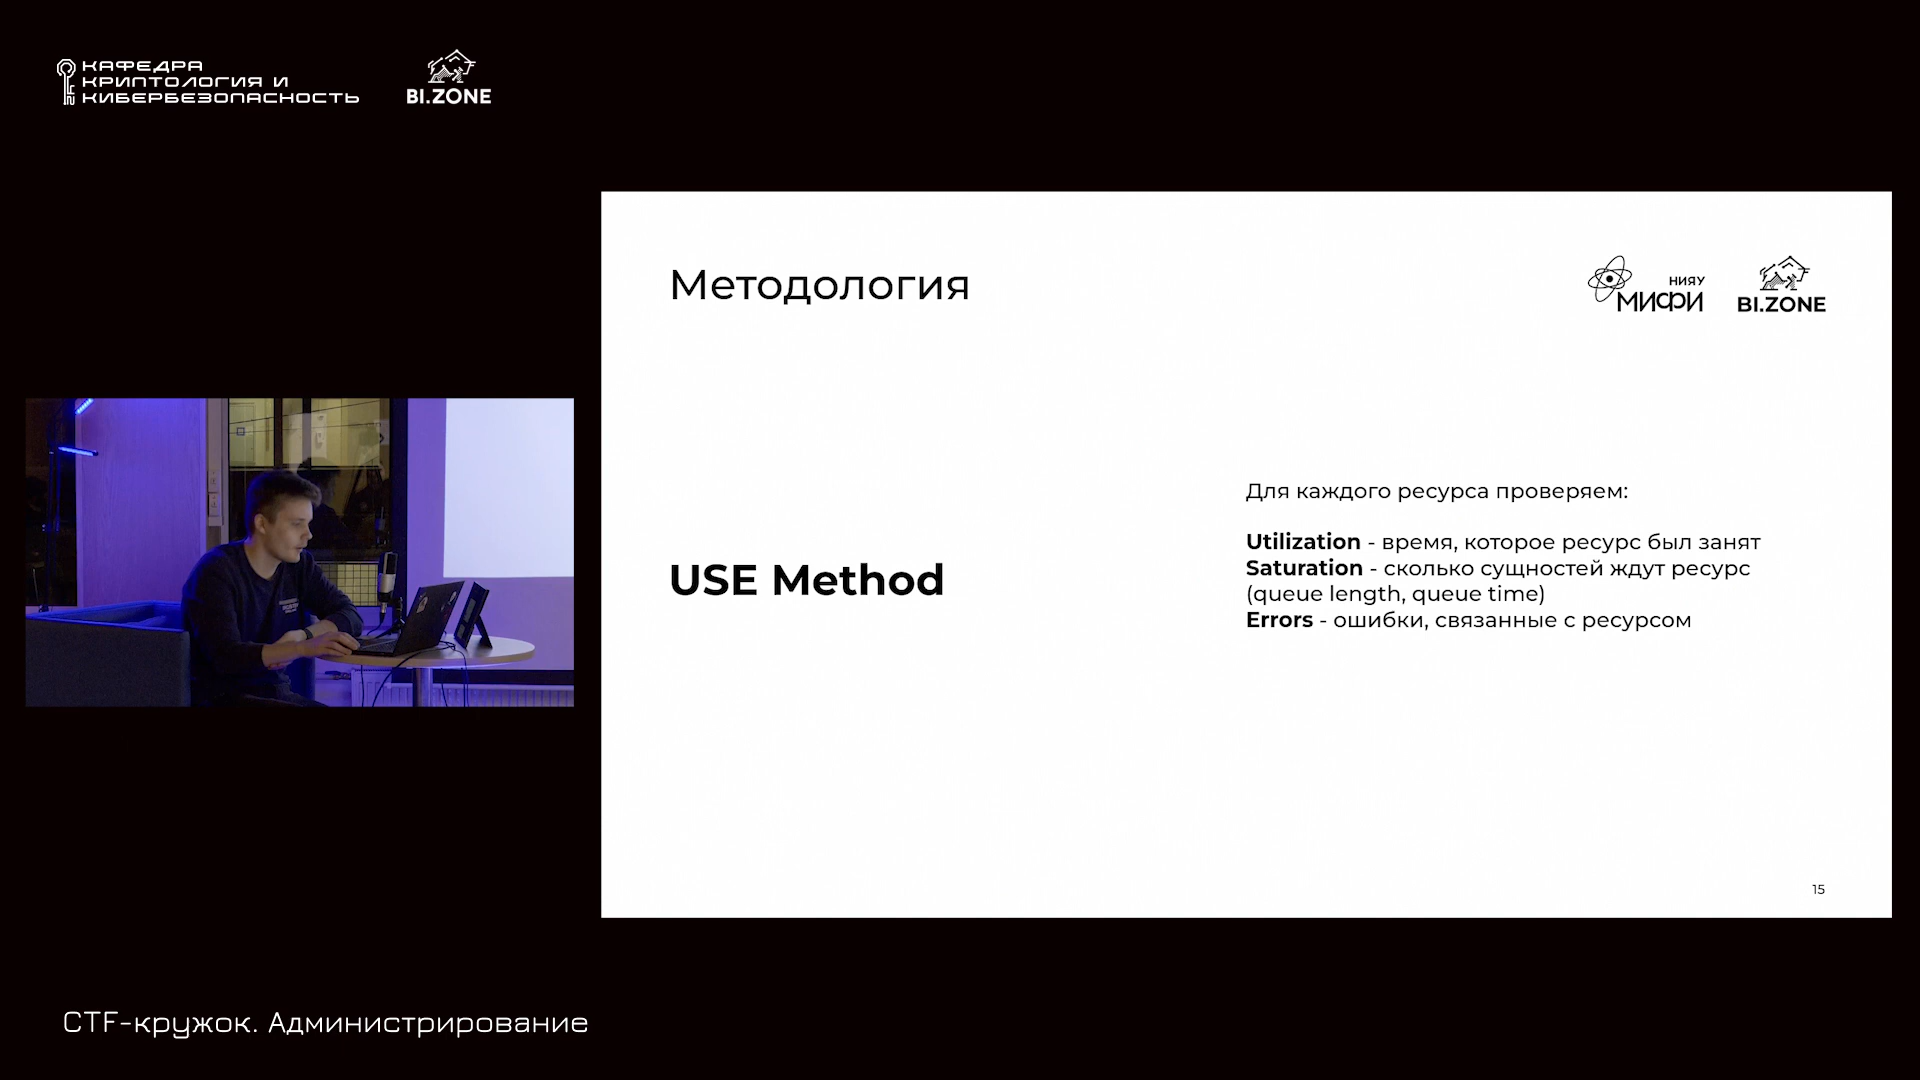 КАФЕДРА
КРИПТОЛОГИЯ И
КИБЕРБЕЗОПАСНОСТЬ
BI.ZONE
Методология
НИЯУ
МИФИ
BI.ZONE
USE Method
Для каждого ресурса проверяем:
Utilization - время, которое ресурс был занят
Saturation - сколько сущностей ждут ресурс
(queue length, queue time)
Errors - ошибки, связанные с ресурсом
15
CTF-кружок. Администрирование